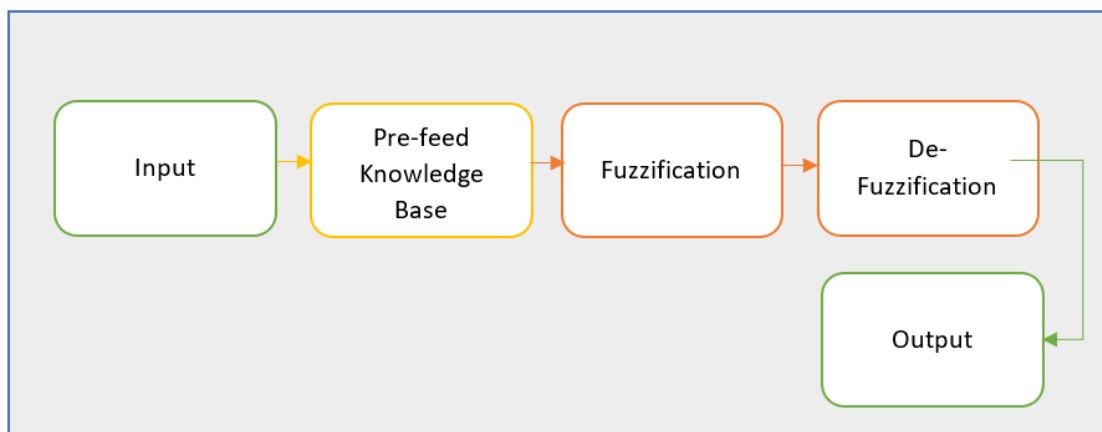 Input
Pre-feed
Knowledge
Base
Fuzzification
De-
Fuzzification
Output